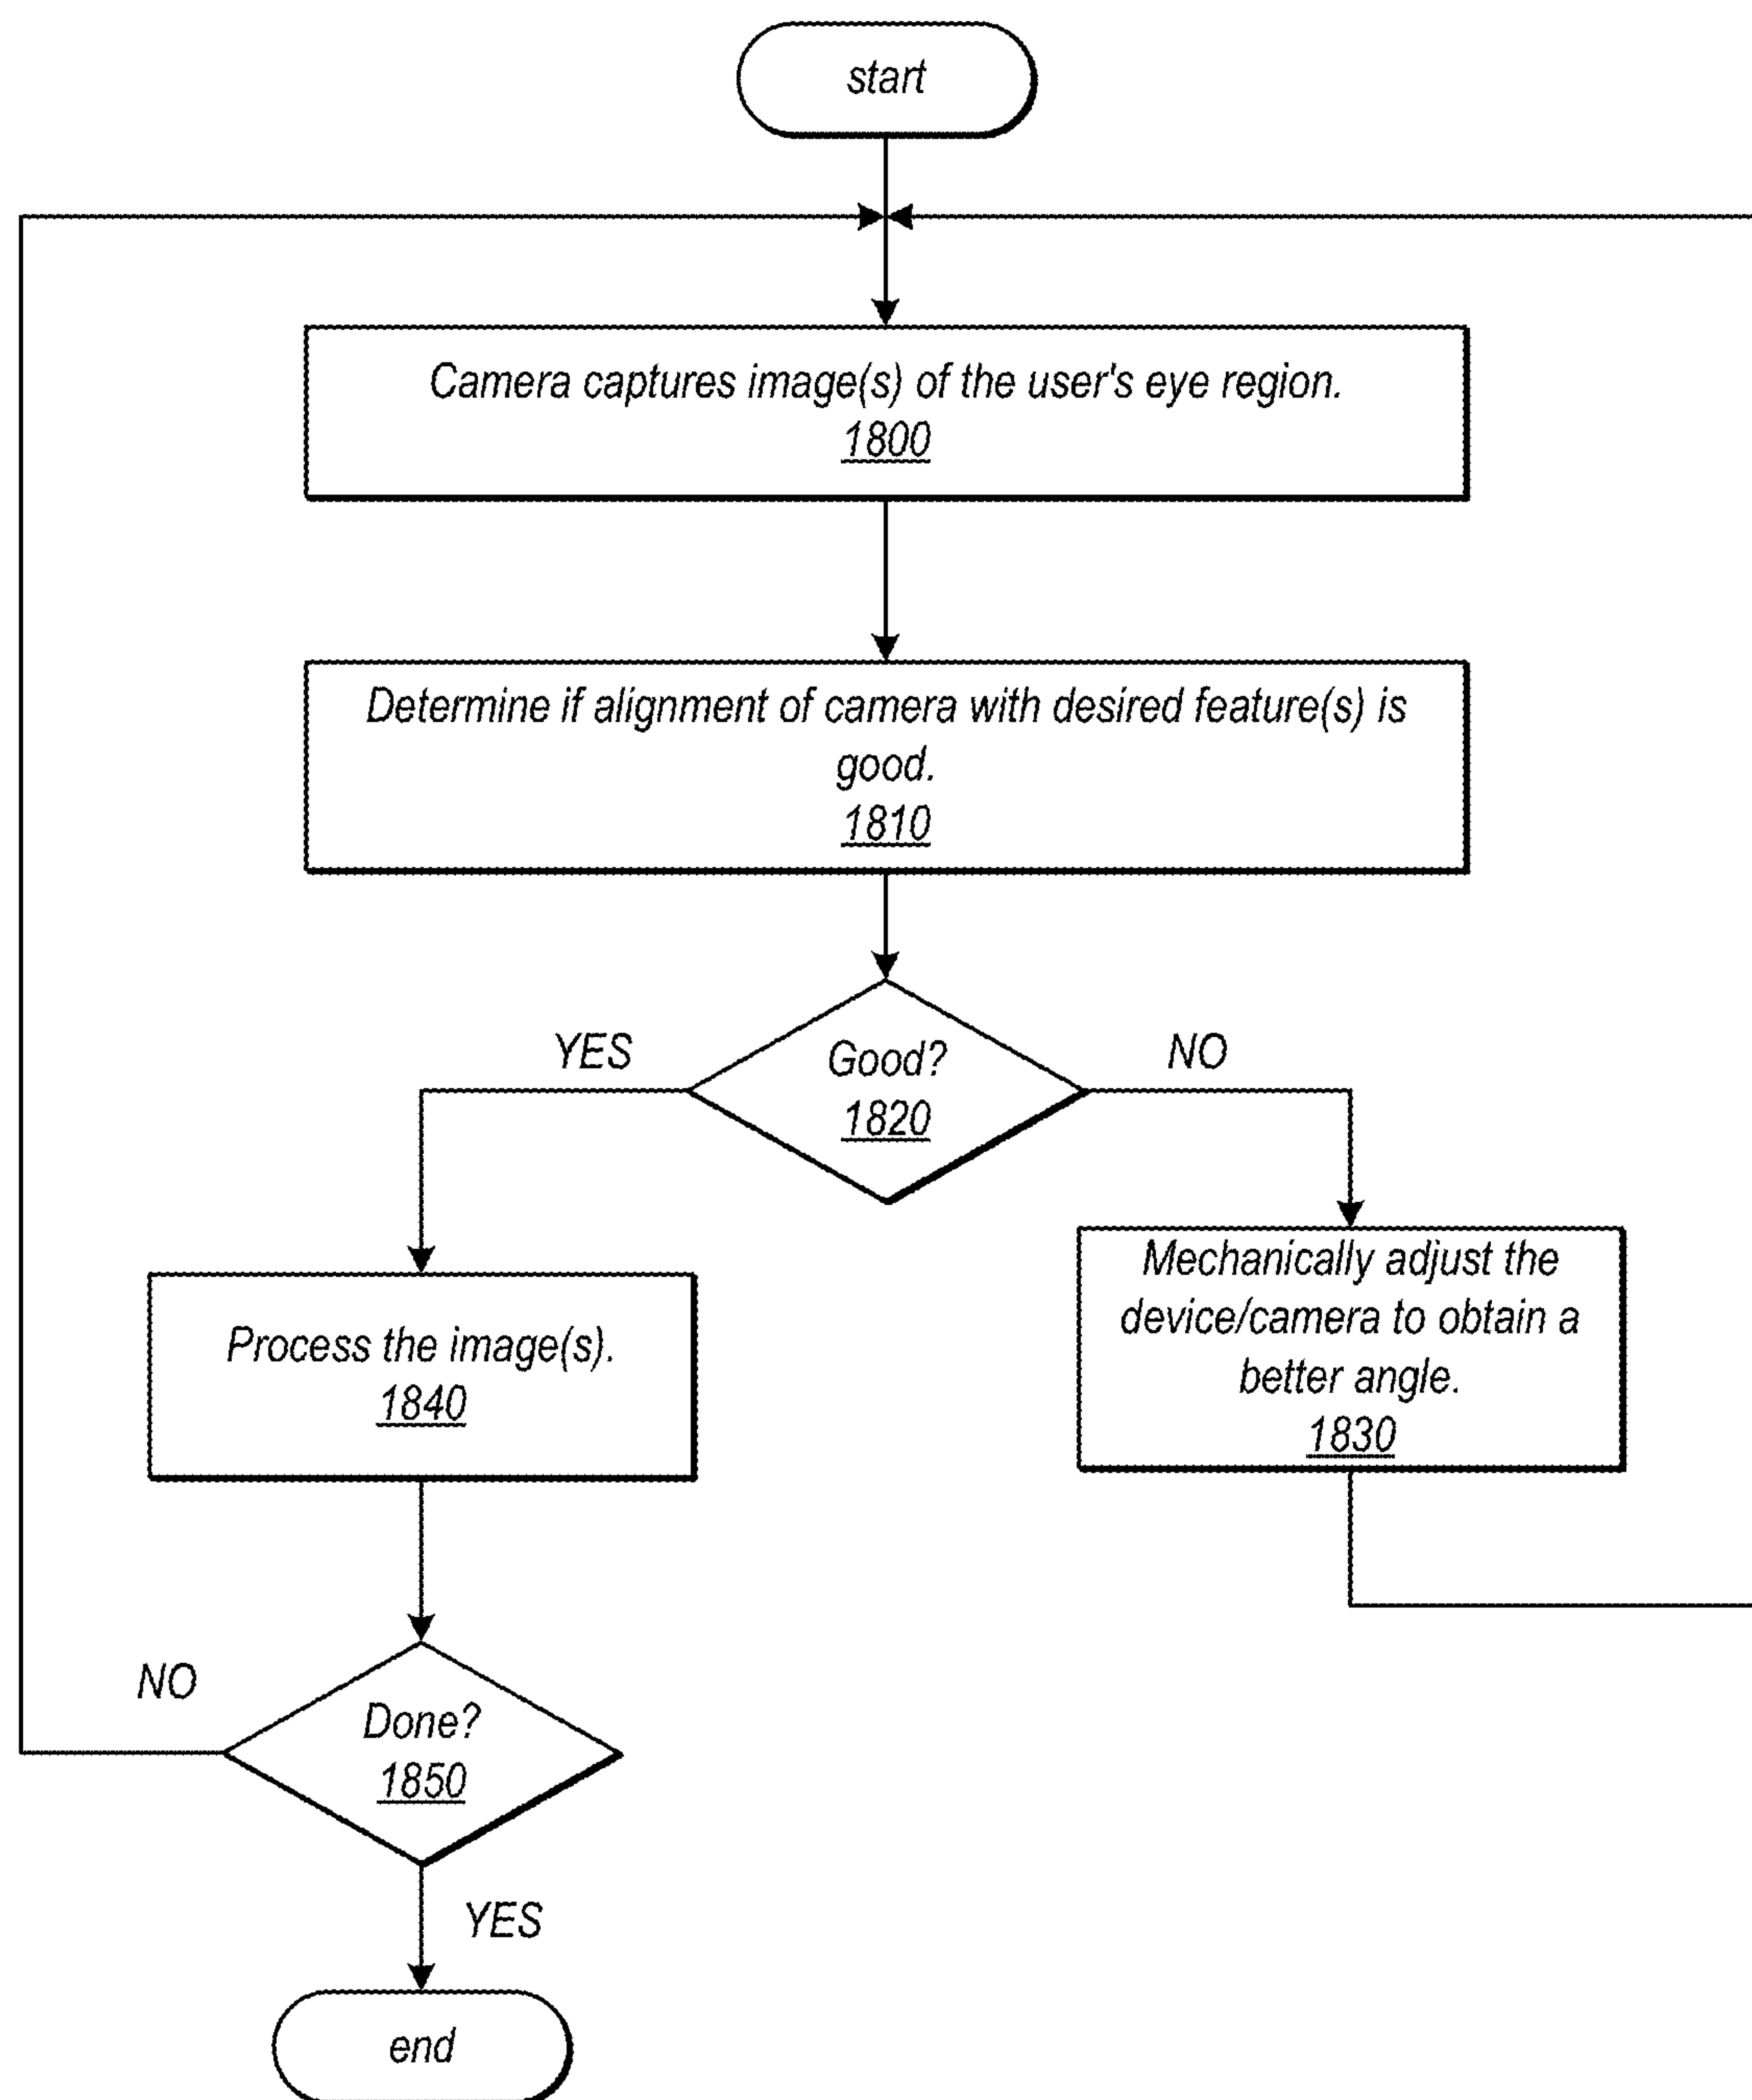 start
Camera captures image(s) of the user's eye region.
1800
Determine if alignment of camera with desired feature(s) is
good.
1810
Good?
1820
YES
NO
Mechanically adjust the
device/camera to obtain a
better angle.
1830
Process the image(s).
1840
Done?
1850
NO
YES
end